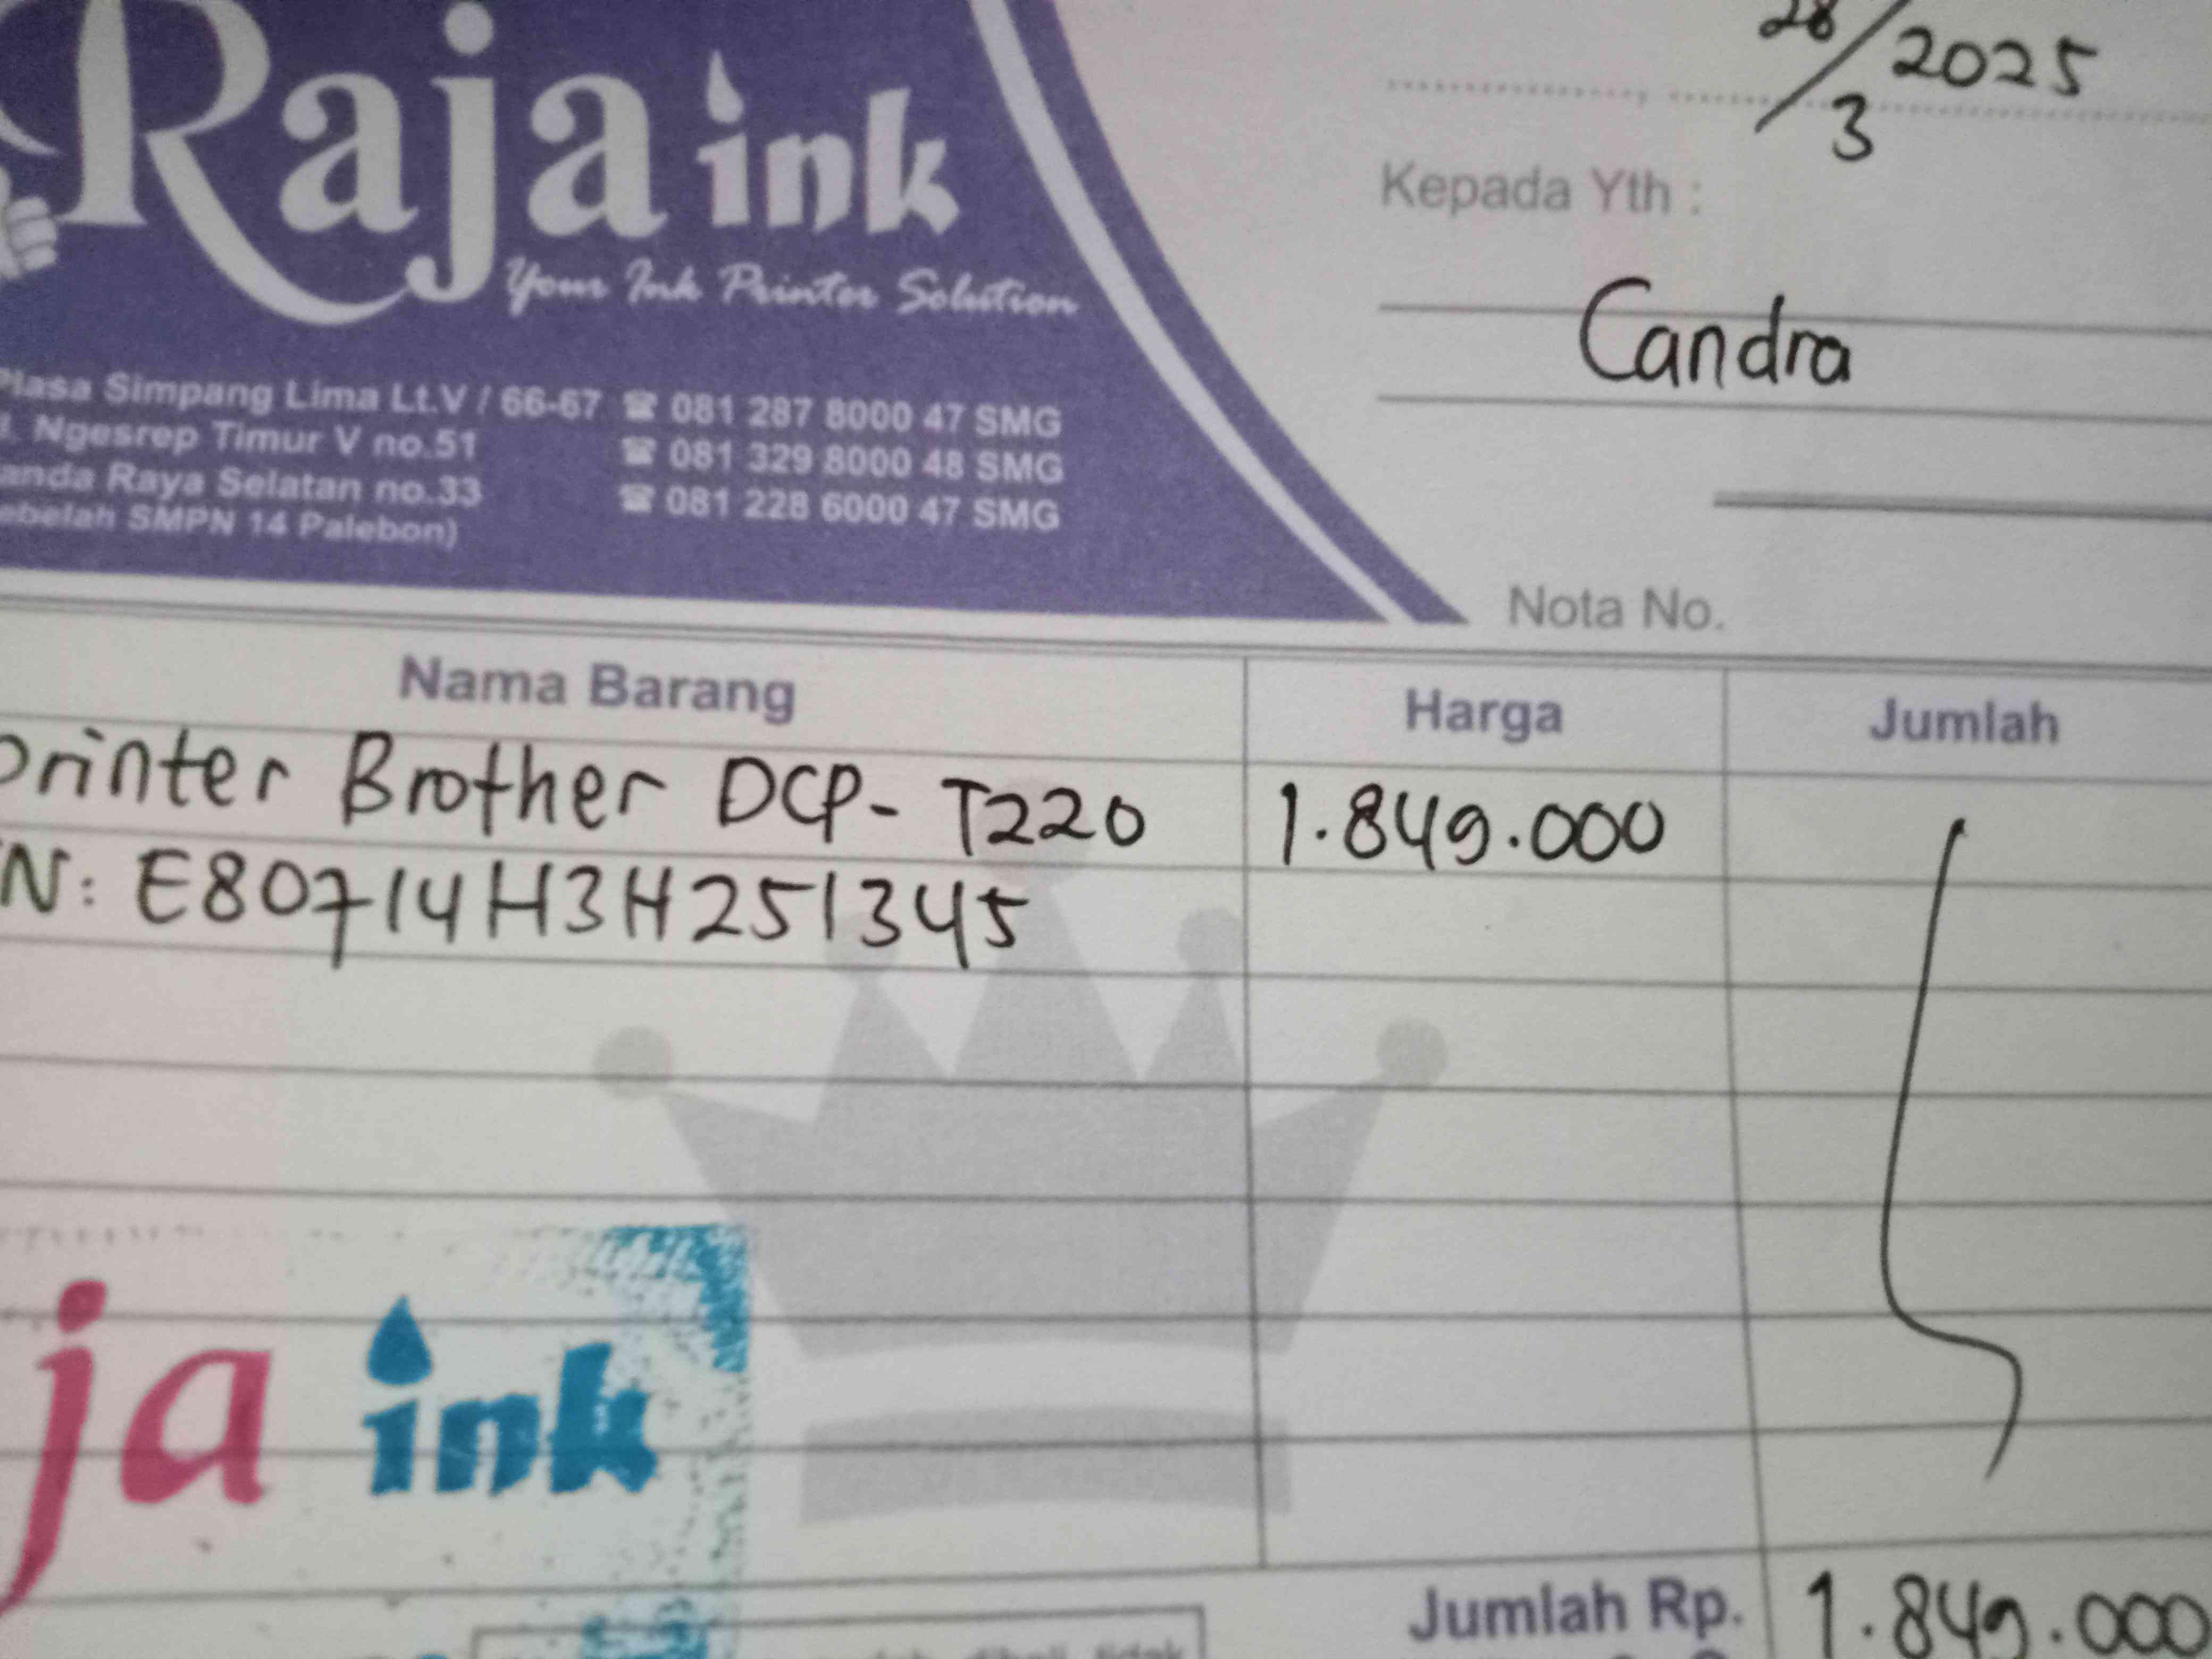 28/3 2025
Raja ink
Your Ink Printer Solution
Kepada Yth :
Candra
Plasa Simpang Lima Lt.V / 66-67 ☎ 081 287 8000 47 SMG
Ngesrep Timur V no.51 ☎ 081 329 8000 48 SMG
Raya Selatan no.33 ☎ 081 228 6000 47 SMG
SMPN 14 Palebon)
Nota No.
Nama Barang Harga Jumlah
Printer Brother DCP-T220 1.849.000
N: E80714H3H251345
ja ink
Jumlah Rp. 1.849.000
dibeli tidak